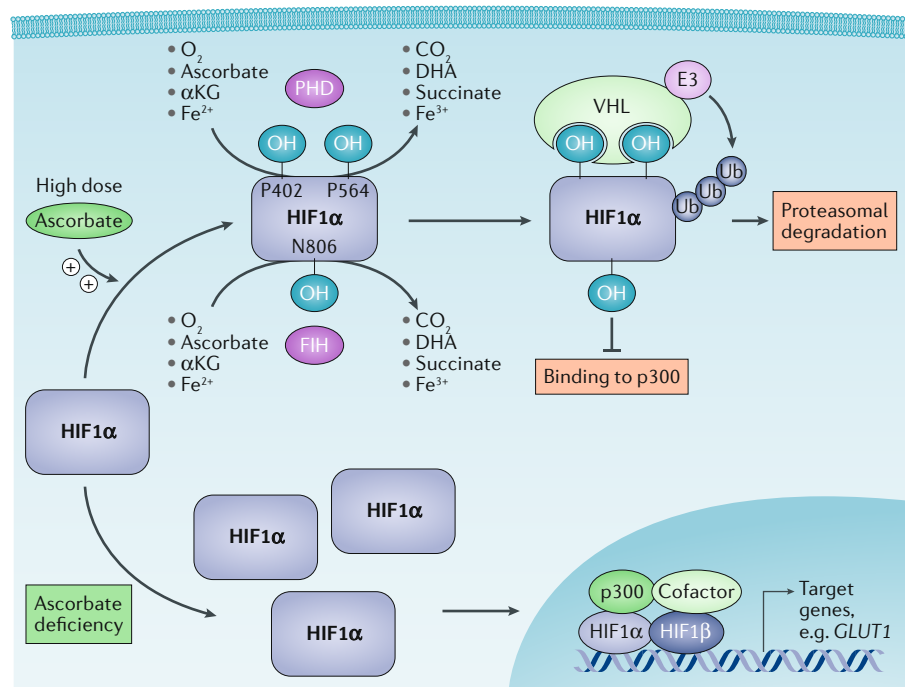 • O₂
• Ascorbate
• αKG
• Fe²⁺
PHD
• CO₂
• DHA
• Succinate
• Fe³⁺
E3
VHL
OH
OH
OH
OH
High dose
Ascorbate
+
+
P402
P564
HIF1α
N806
HIF1α
Ub
Ub
Ub
Proteasomal
degradation
OH
OH
• O₂
• Ascorbate
• αKG
• Fe²⁺
FIH
• CO₂
• DHA
• Succinate
• Fe³⁺
Binding to p300
HIF1α
HIF1α
HIF1α
HIF1α
Ascorbate
deficiency
p300
Cofactor
HIF1α
HIF1β
Target
genes,
e.g. GLUT1